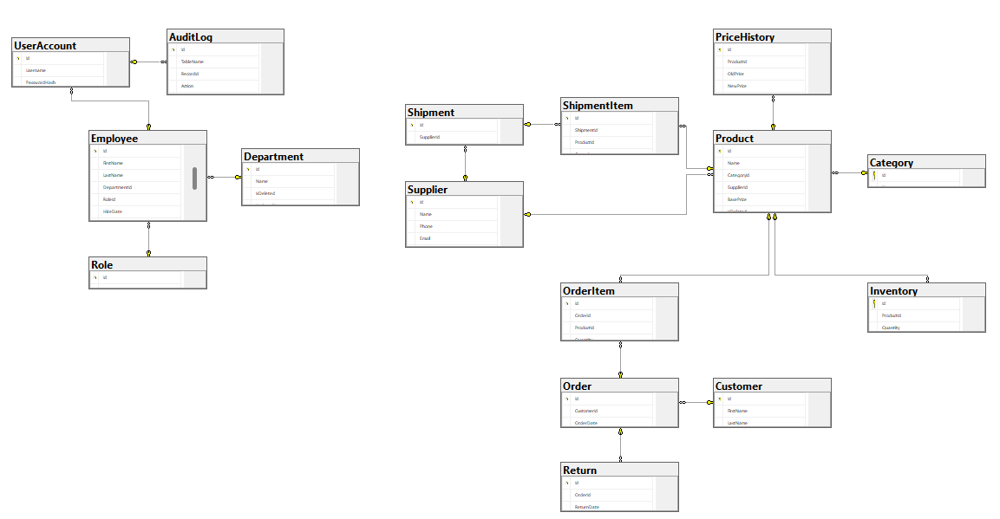 UserAccount
Id
Username
PasswordHash
AuditLog
Id
TableName
RecordId
Action
Employee
Id
FirstName
LastName
DepartmentId
RoleId
HireDate
Department
Id
Name
IsDeleted
Role
Id
Shipment
Id
SupplierId
ShipmentItem
Id
ShipmentId
ProductId
Supplier
Id
Name
Phone
Email
PriceHistory
Id
ProductId
OldPrice
NewPrice
Product
Id
Name
CategoryId
SupplierId
BasePrice
IsDeleted
Category
Id
OrderItem
Id
OrderId
ProductId
Quantity
Inventory
Id
ProductId
Quantity
Order
Id
CustomerId
OrderDate
Customer
Id
FirstName
LastName
Return
Id
OrderId
ReturnDate